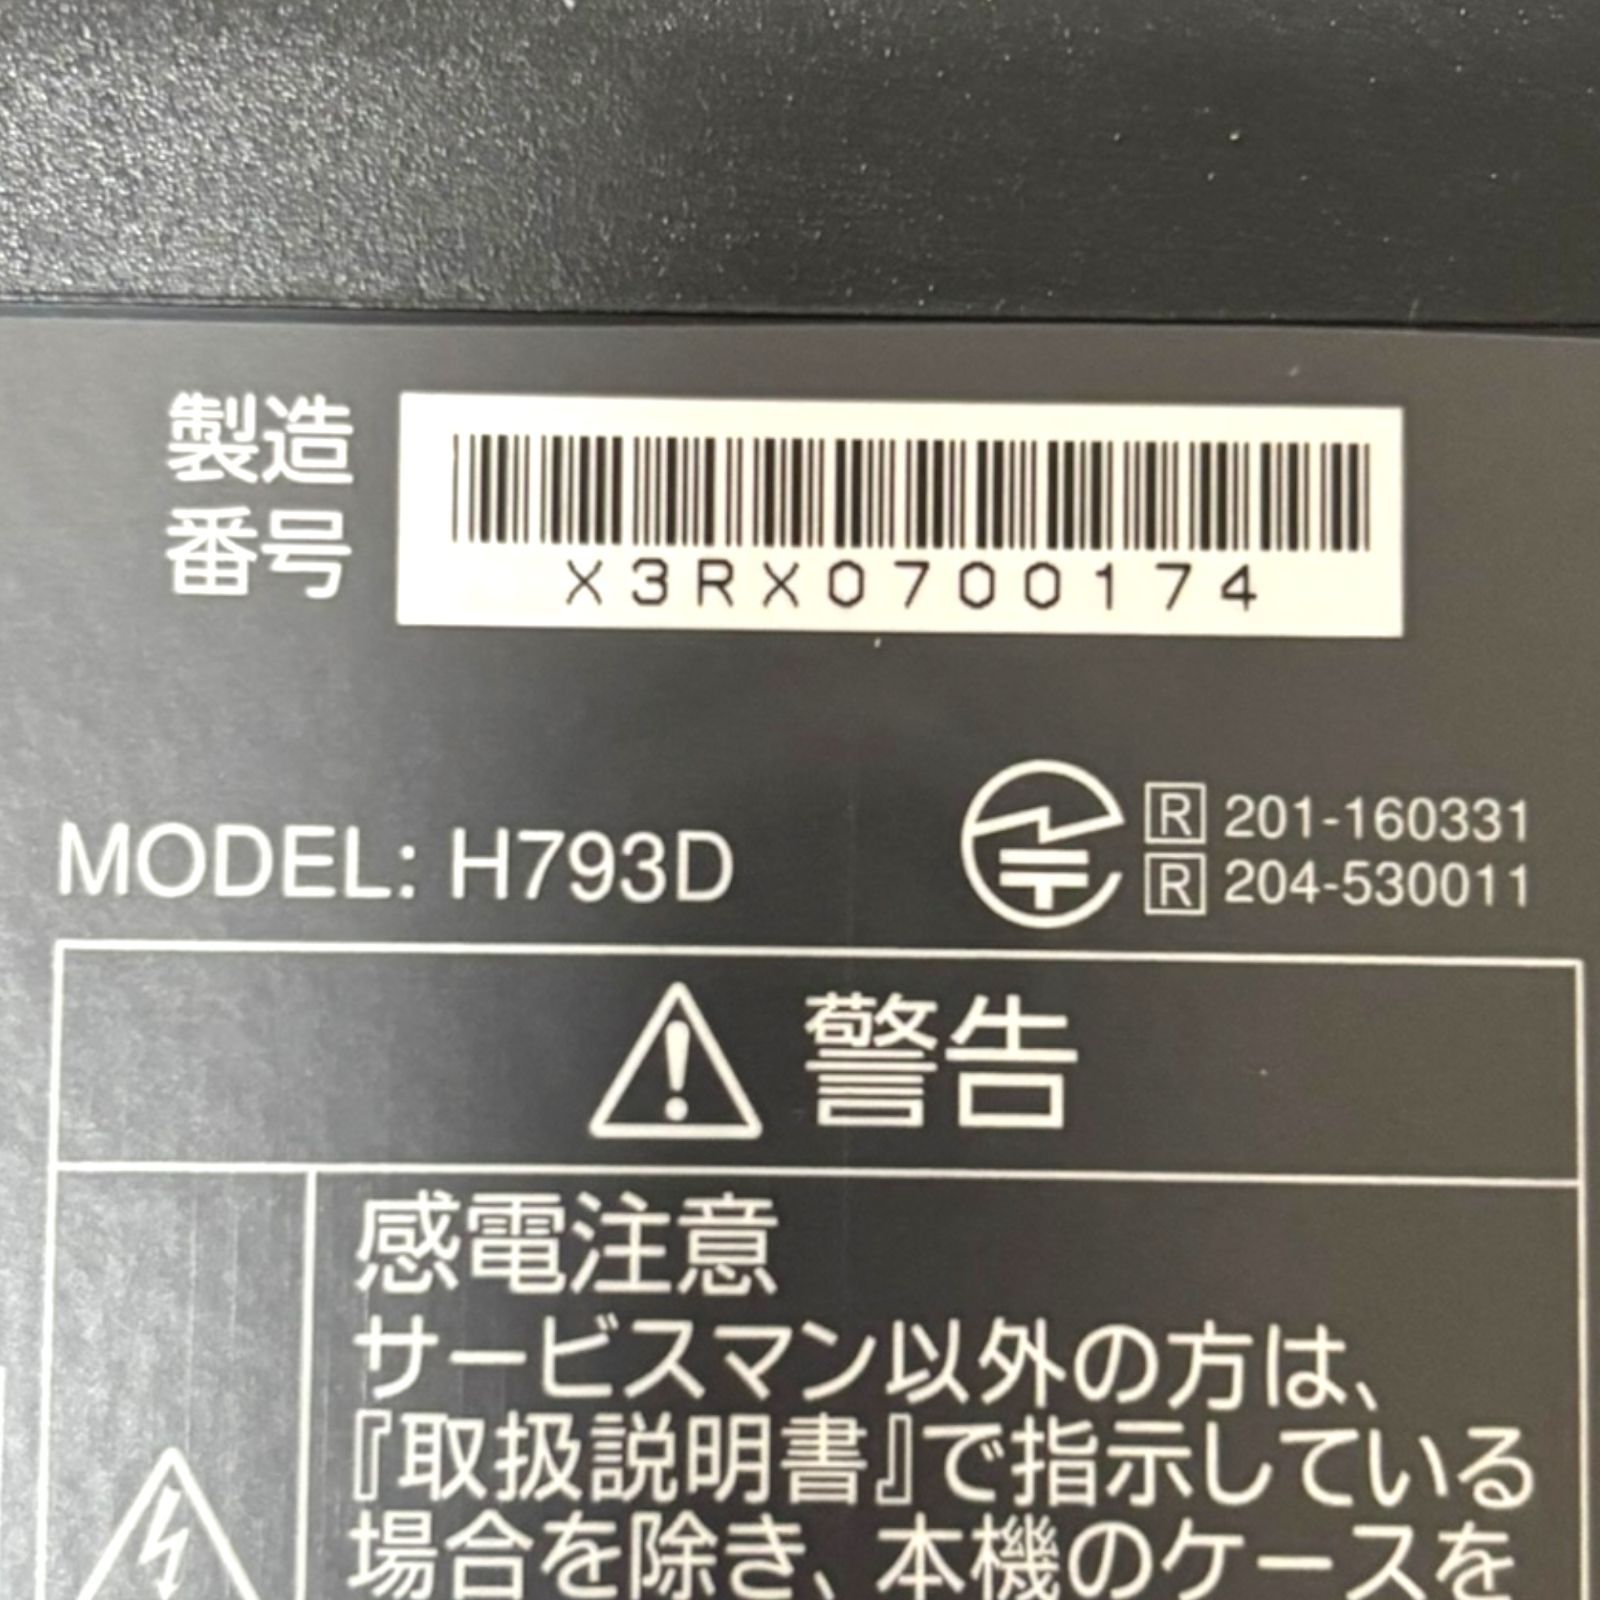 製造
番号
X3RX0700174
MODEL: H793D
R 201-160331
R 204-530011
警告
感電注意
サービスマン以外の方は、
『取扱説明書』で指示している
場合を除き、本機のケースを